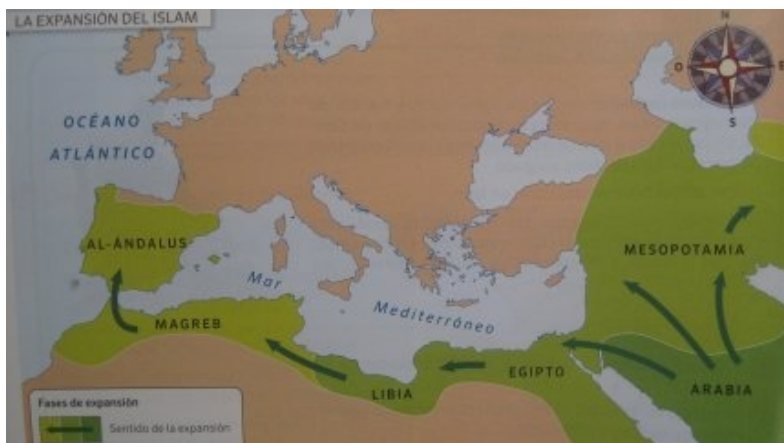 LA EXPANSIÓN DEL ISLAM
N
O
E
S
OCÉANO
ATLÁNTICO
AL-ÁNDALUS
MESOPOTAMIA
Mar
Mediterróneo
MAGREB
LIBIA
EGIPTO
ARABIA
Fases de expansión
Sentido de la expansión